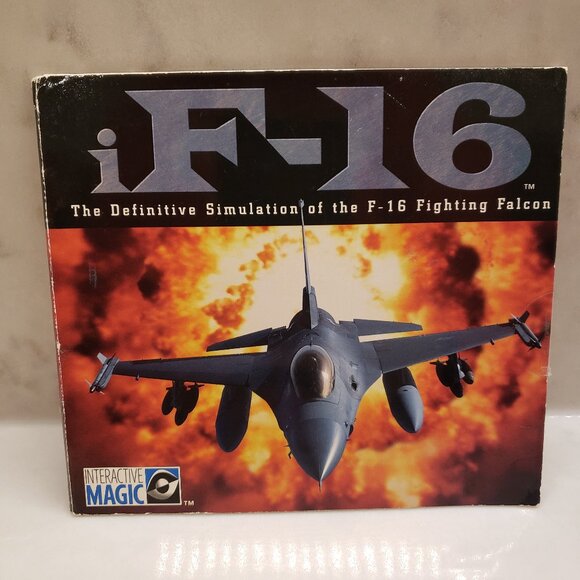 iF-16
TM
The Definitive Simulation of the F-16 Fighting Falcon
INTERACTIVE
MAGIC
TM